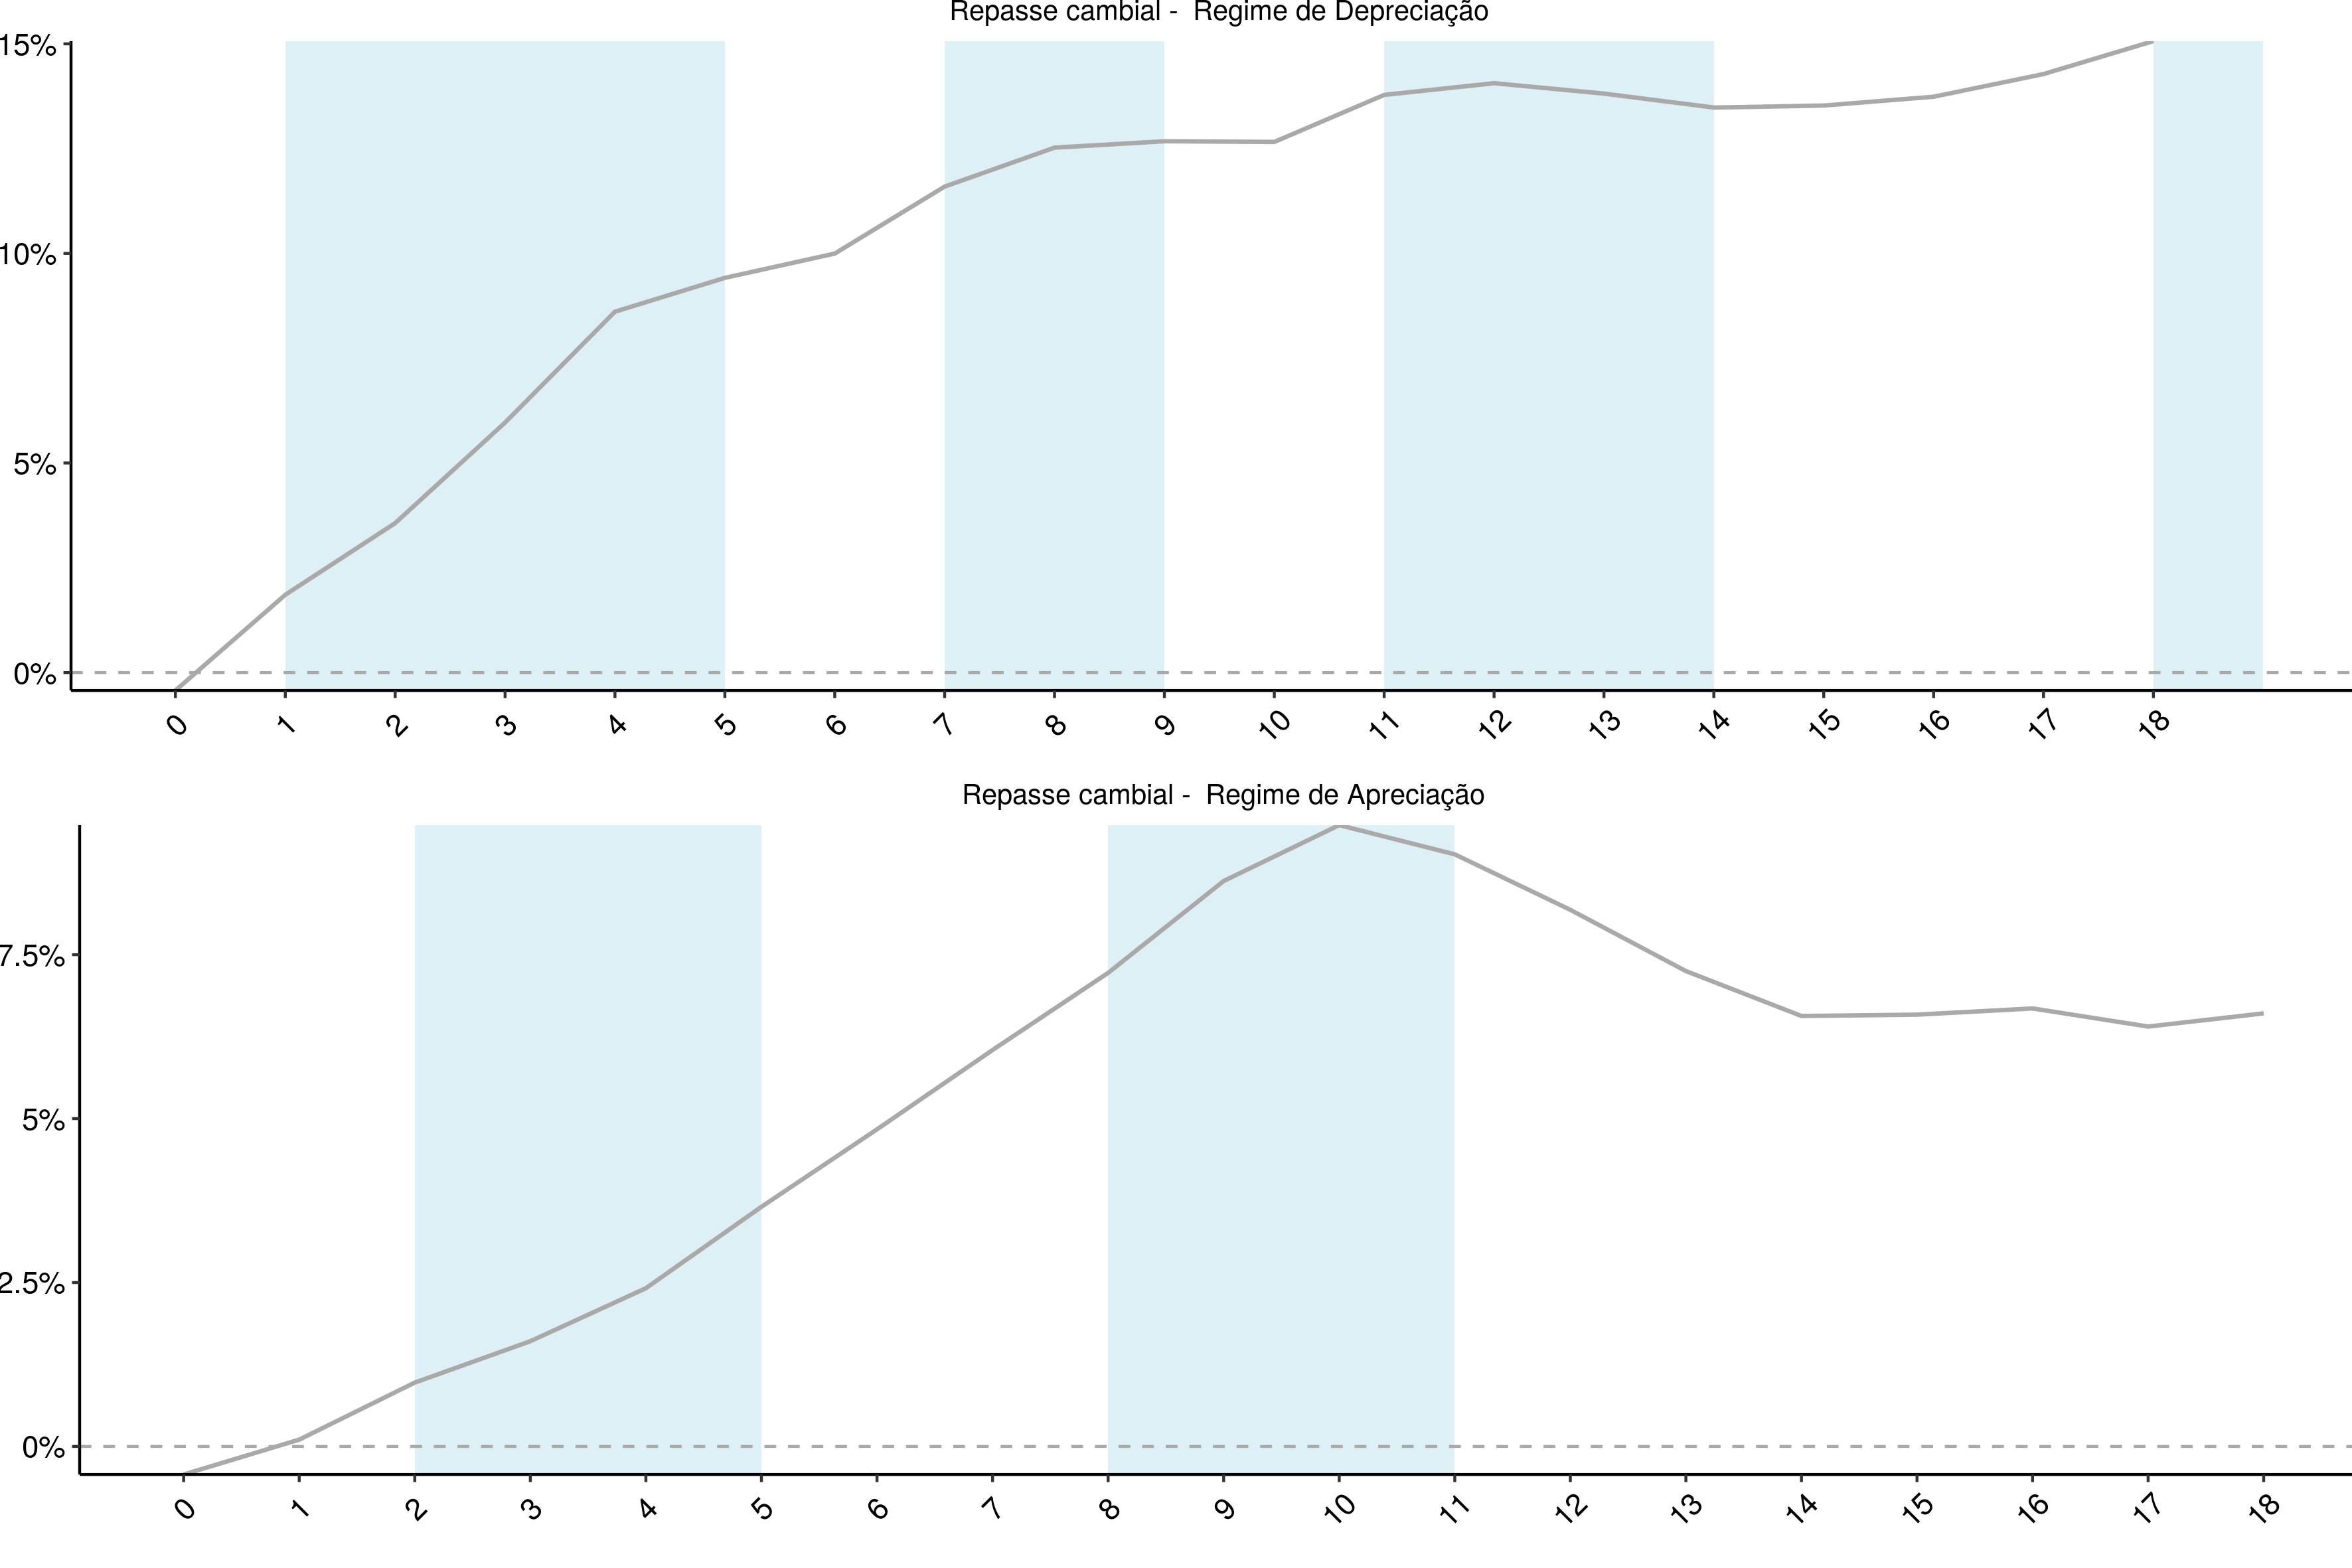 Repasse cambial -  Regime de Depreciação
15%
10%
5%
0%
0 1 2 3 4 5 6 7 8 9 10 11 12 13 14 15 16 17 18
Repasse cambial -  Regime de Apreciação
7.5%
5%
2.5%
0%
0 1 2 3 4 5 6 7 8 9 10 11 12 13 14 15 16 17 18